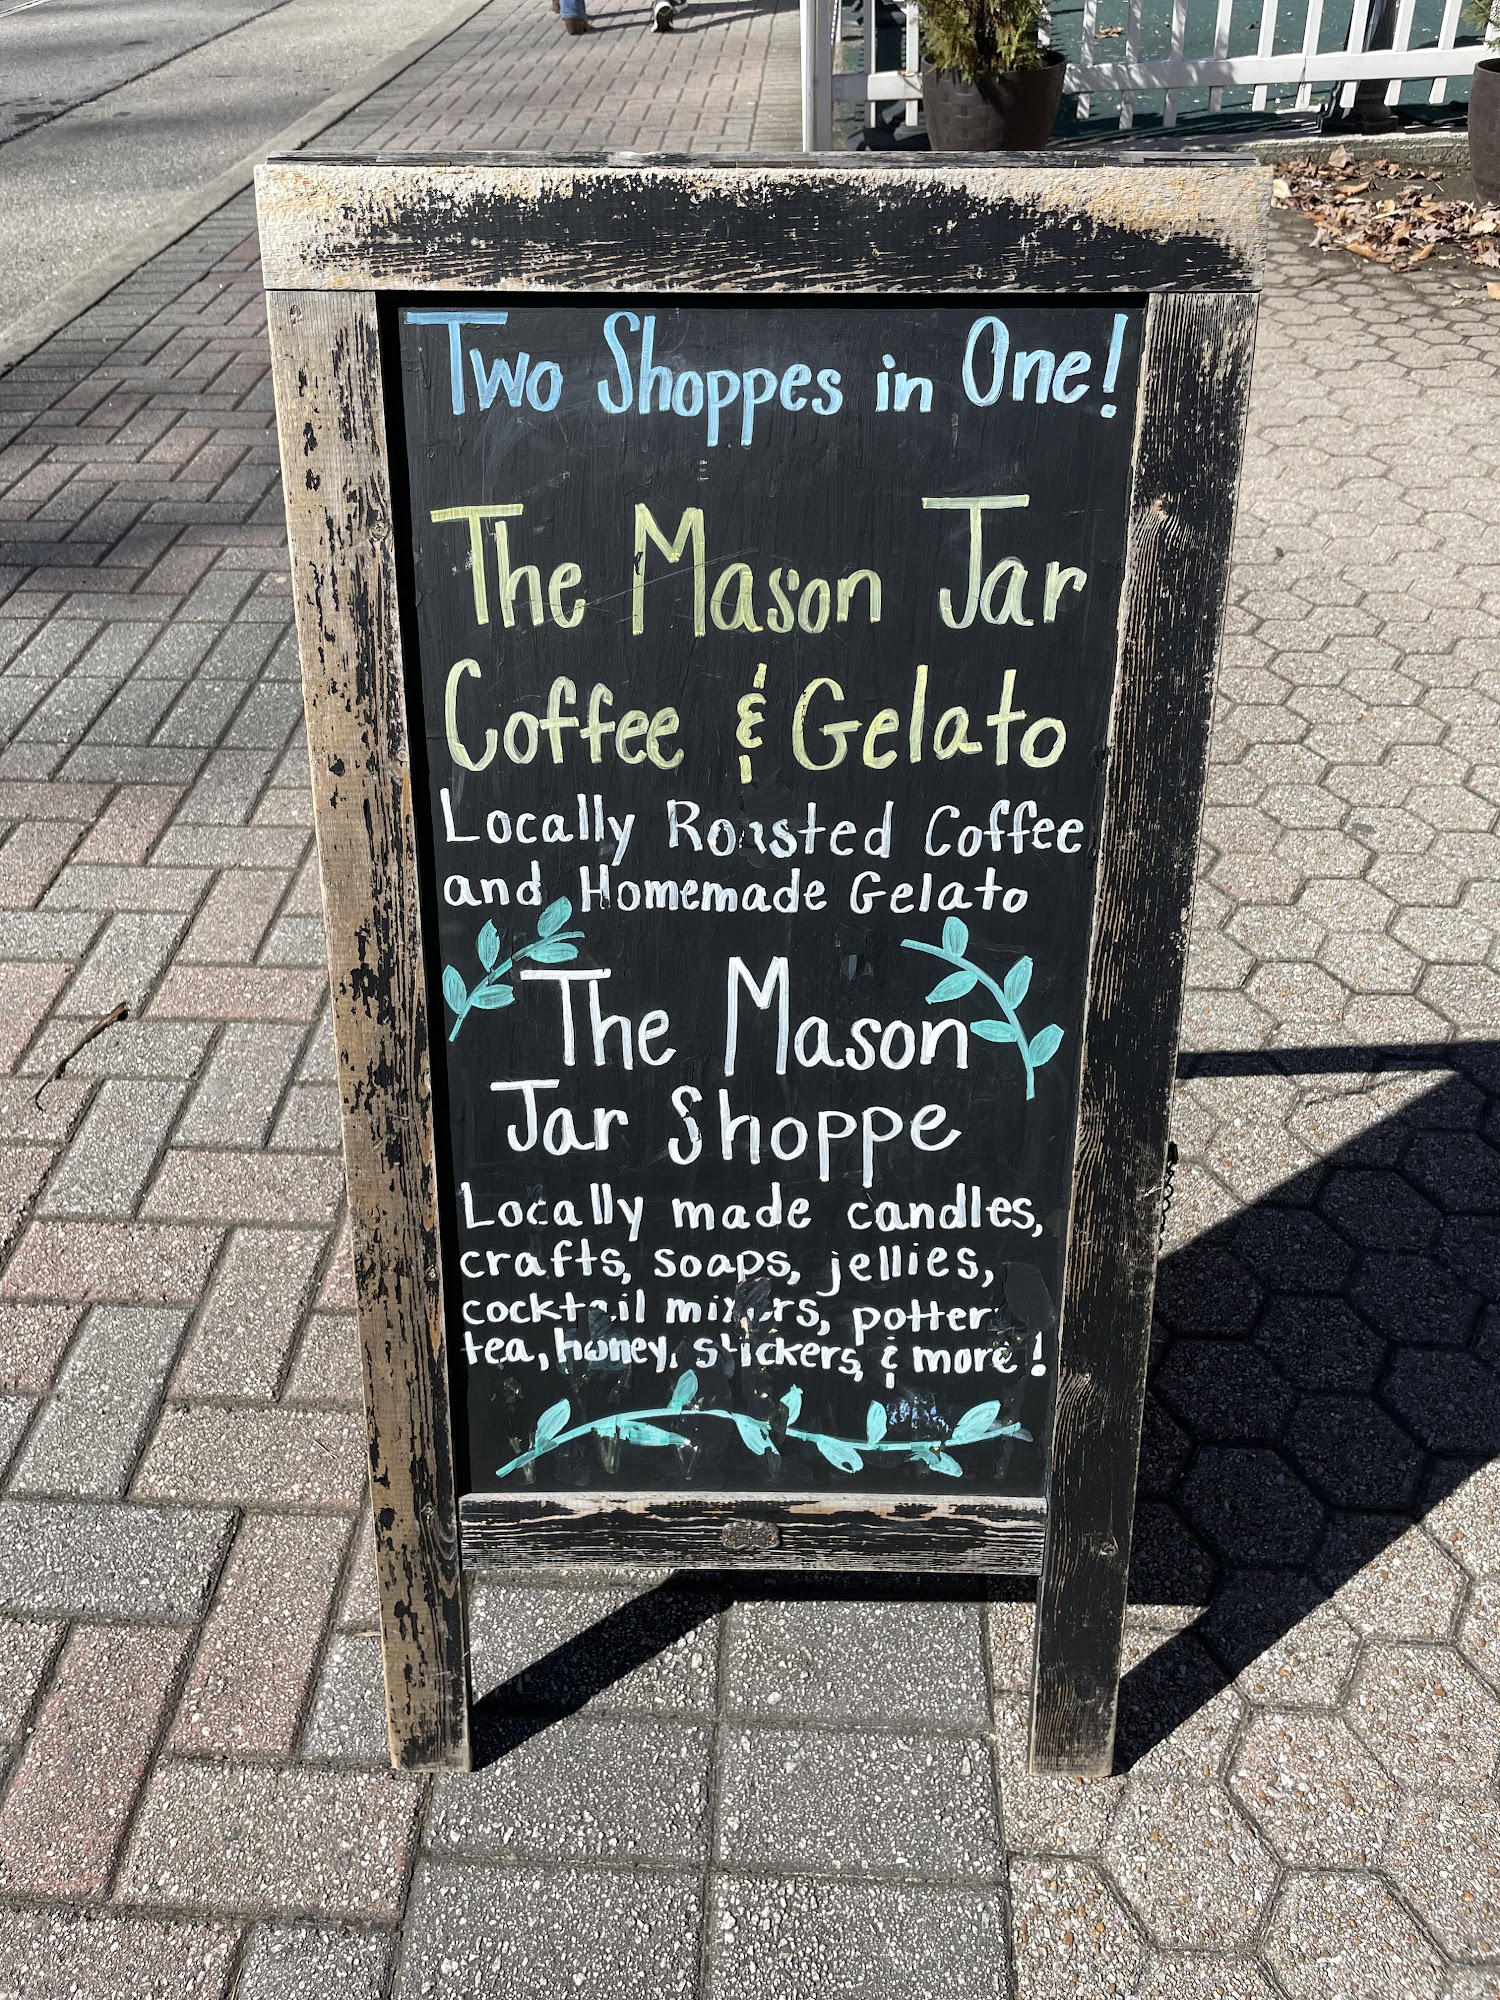 Two Shoppes in One!
The Mason Jar
Coffee & Gelato
Locally Roasted Coffee
and Homemade Gelato
The Mason
Jar Shoppe
Locally made candles,
crafts, soaps, jellies,
cocktail mixers, pottery
tea, honey, stickers, & more!